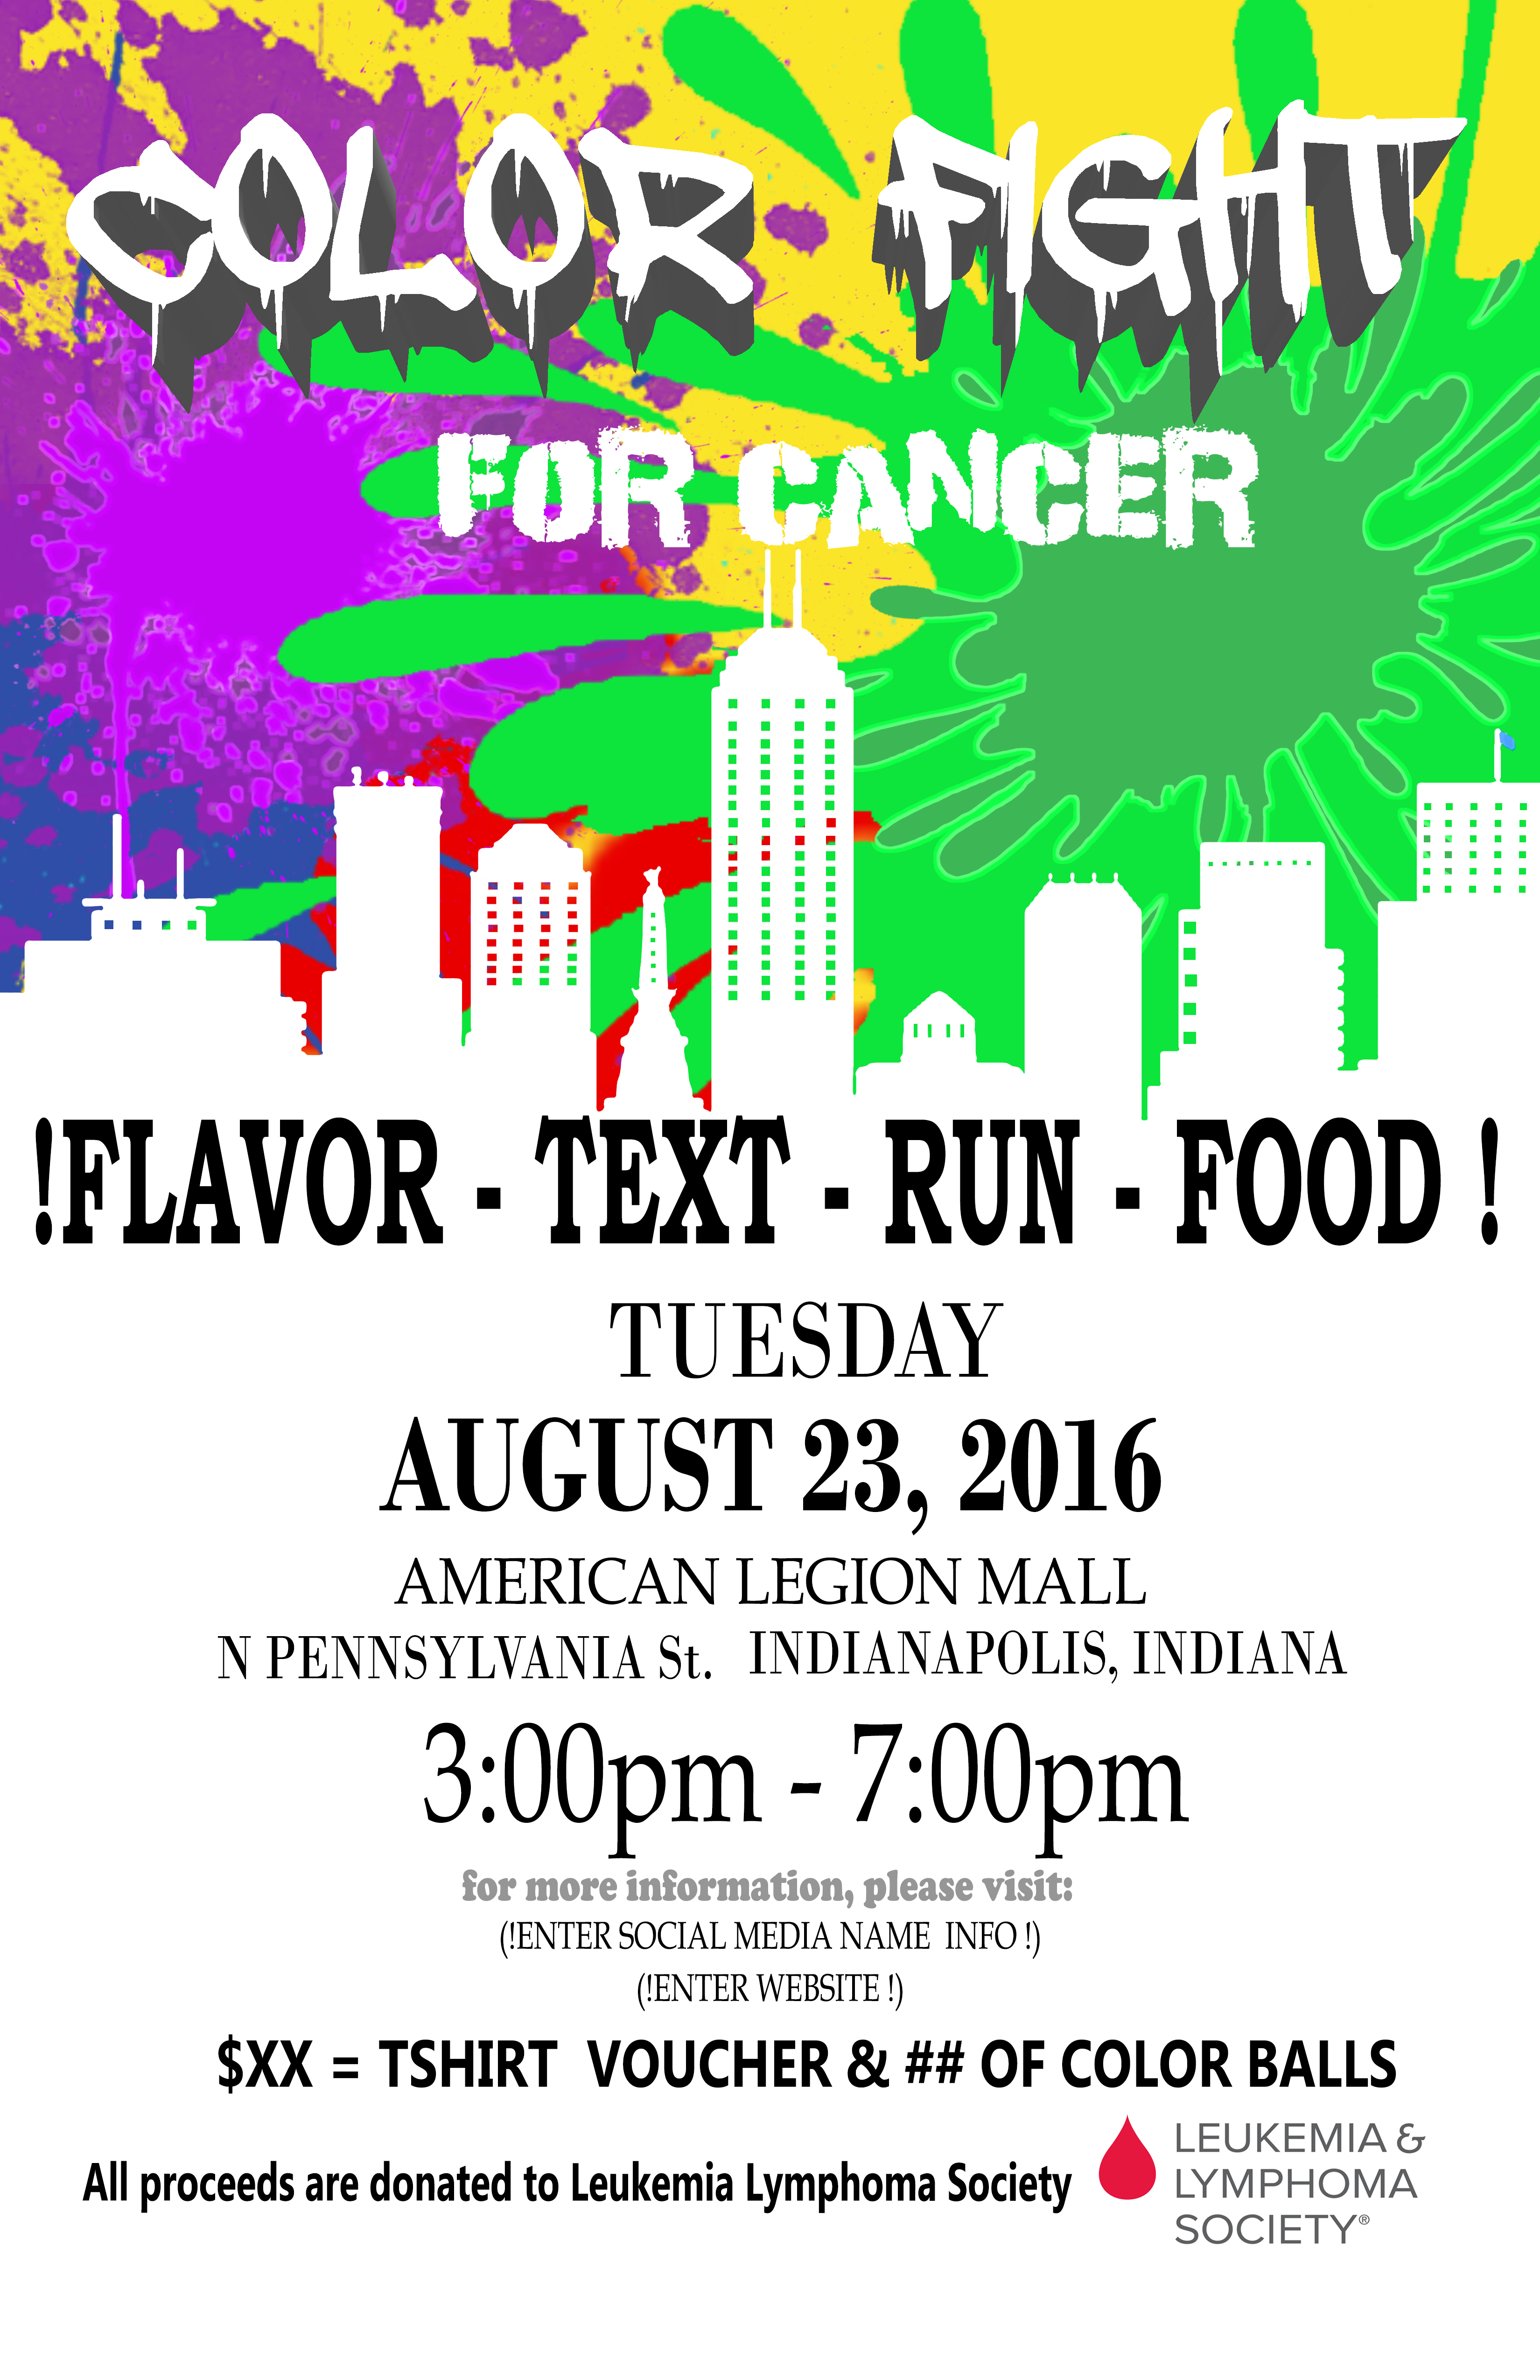 COLOR FIGHT
FOR CANCER
!FLAVOR - TEXT - RUN - FOOD !
TUESDAY
AUGUST 23, 2016
AMERICAN LEGION MALL
N PENNSYLVANIA St. INDIANAPOLIS, INDIANA
3:00pm - 7:00pm
for more information, please visit:
(!ENTER SOCIAL MEDIA NAME INFO !)
(!ENTER WEBSITE !)
$XX = TSHIRT VOUCHER & ## OF COLOR BALLS
All proceeds are donated to Leukemia Lymphoma Society
LEUKEMIA &
LYMPHOMA
SOCIETY®